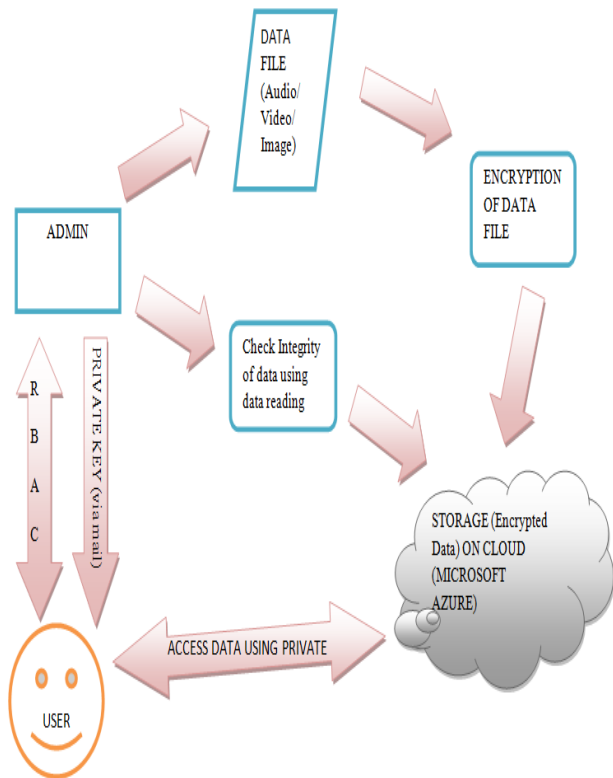 DATA
FILE
(Audio/
Video/
Image)
ENCRYPTION
OF DATA
FILE
ADMIN
Check Integrity
of data using
data reading
R
B
A
C
PRIVATE KEY (via mail)
STORAGE (Encrypted
Data) ON CLOUD
(MICROSOFT
AZURE)
ACCESS DATA USING PRIVATE
USER